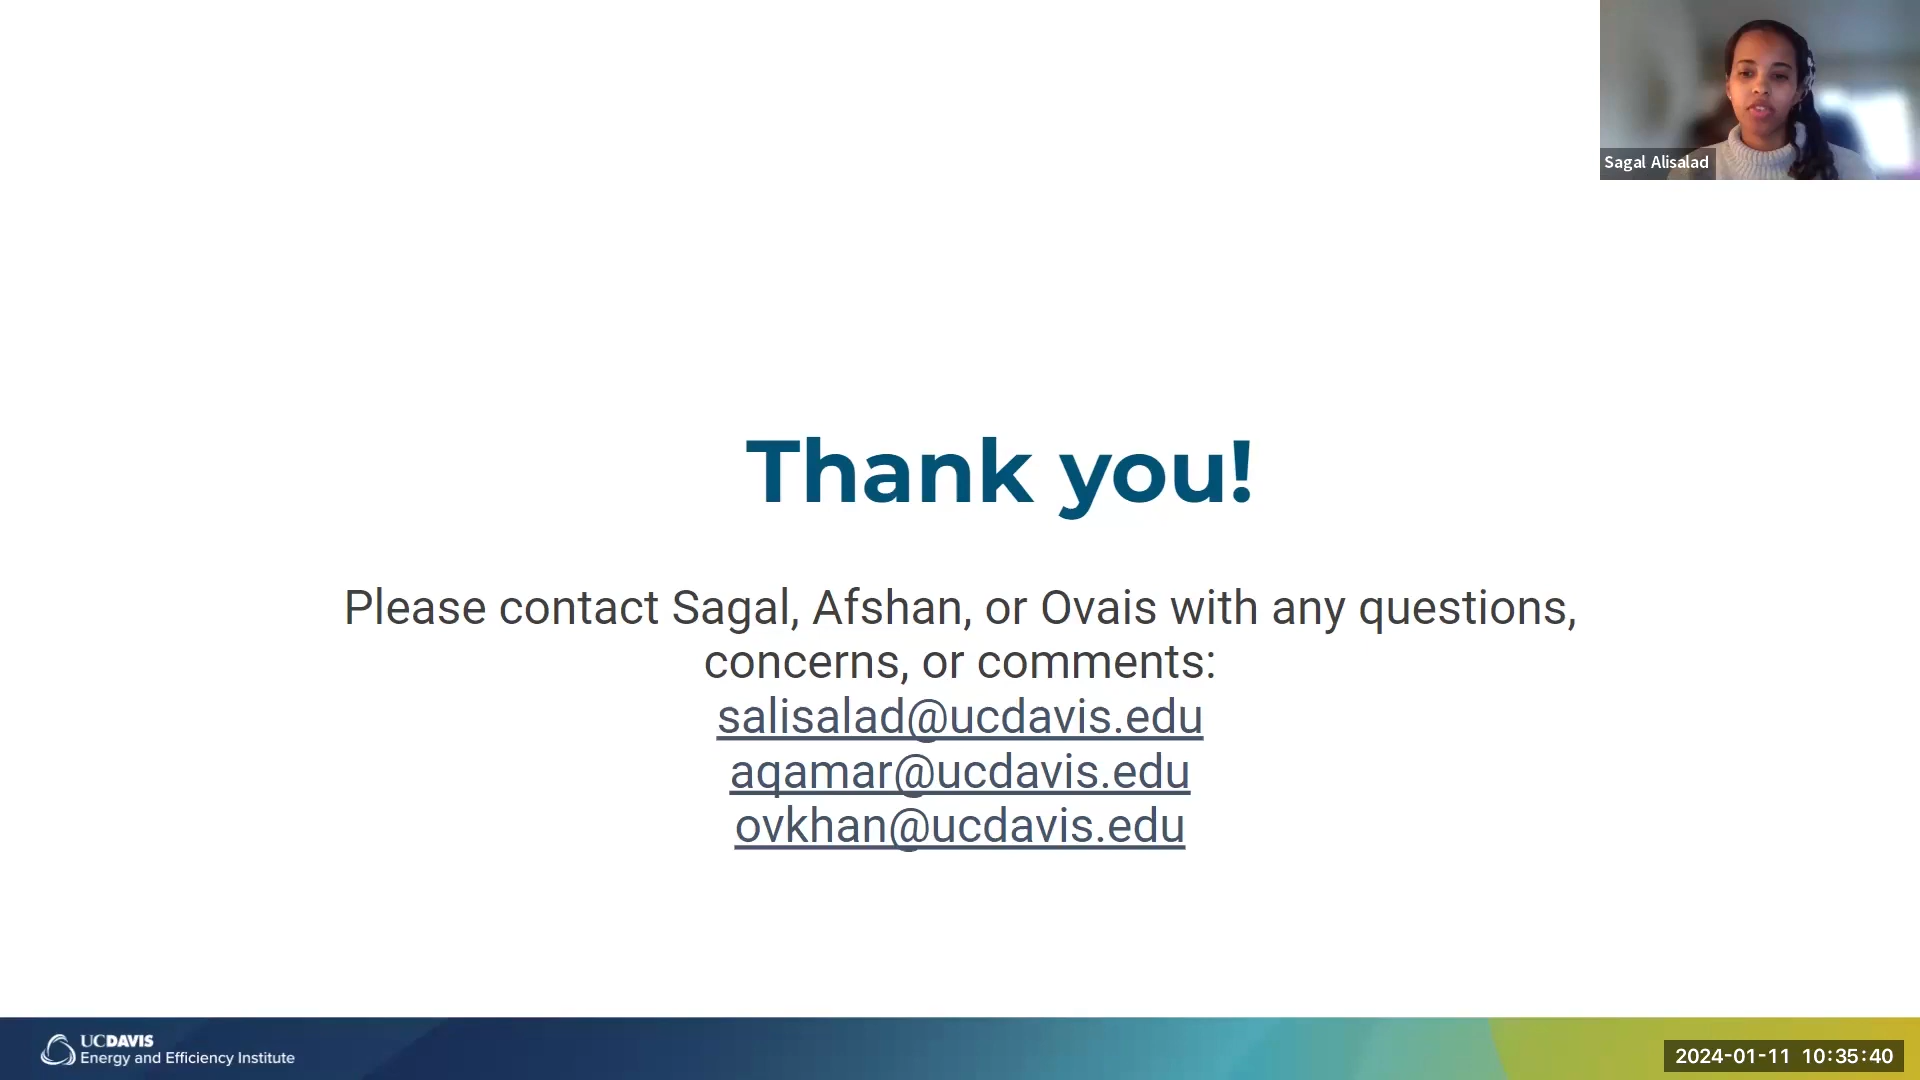 Sagal Alisalad
Thank you!
Please contact Sagal, Afshan, or Ovais with any questions,
concerns, or comments:
salisalad@ucdavis.edu
aqamar@ucdavis.edu
ovkhan@ucdavis.edu
UCDAVIS
Energy and Efficiency Institute
2024-01-11 10:35:40